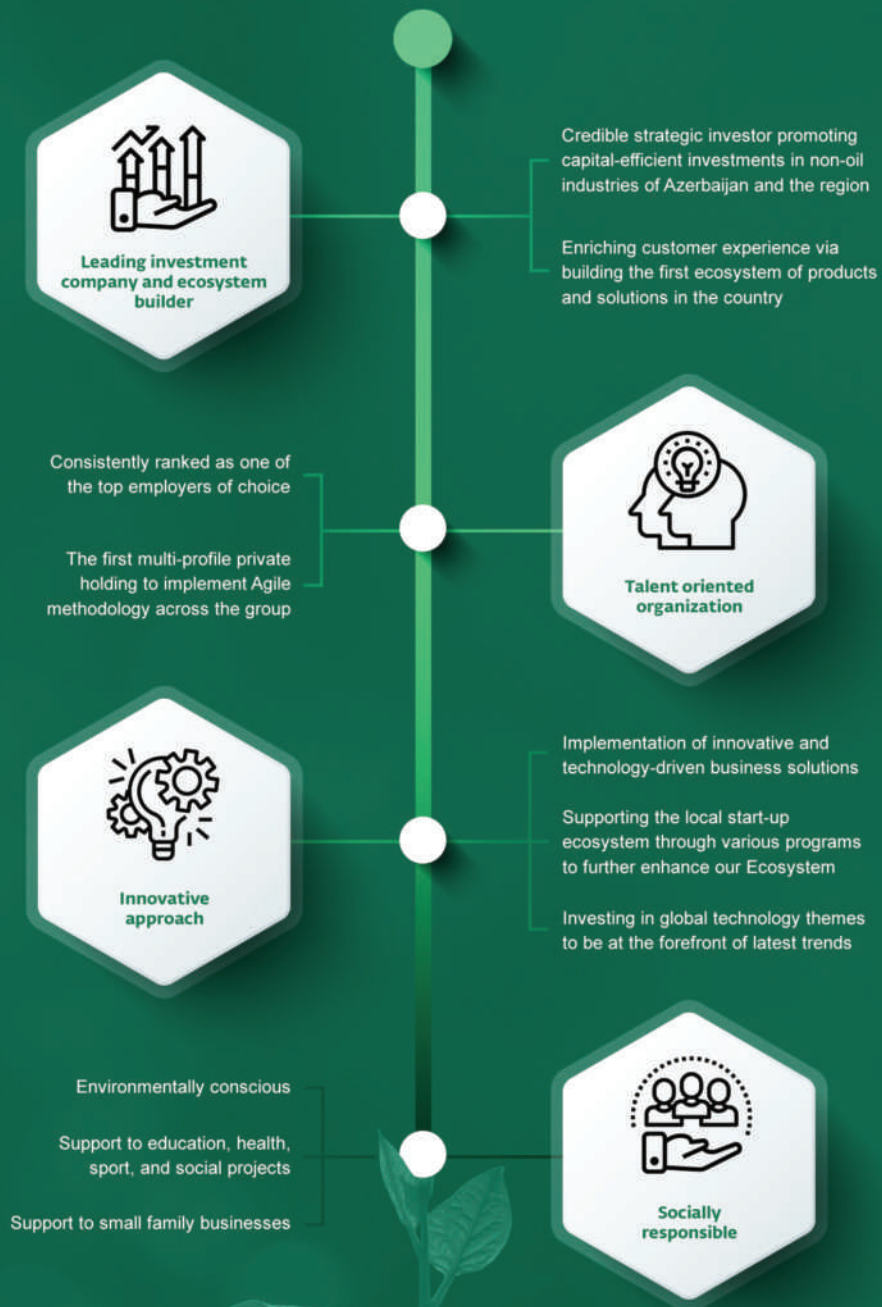 Leading investment
company and ecosystem
builder
Credible strategic investor promoting
capital-efficient investments in non-oil
industries of Azerbaijan and the region
Enriching customer experience via
building the first ecosystem of products
and solutions in the country
Consistently ranked as one of
the top employers of choice
The first multi-profile private
holding to implement Agile
methodology across the group
Talent oriented
organization
Innovative
approach
Implementation of innovative and
technology-driven business solutions
Supporting the local start-up
ecosystem through various programs
to further enhance our Ecosystem
Investing in global technology themes
to be at the forefront of latest trends
Environmentally conscious
Support to education, health,
sport, and social projects
Support to small family businesses
Socially
responsible